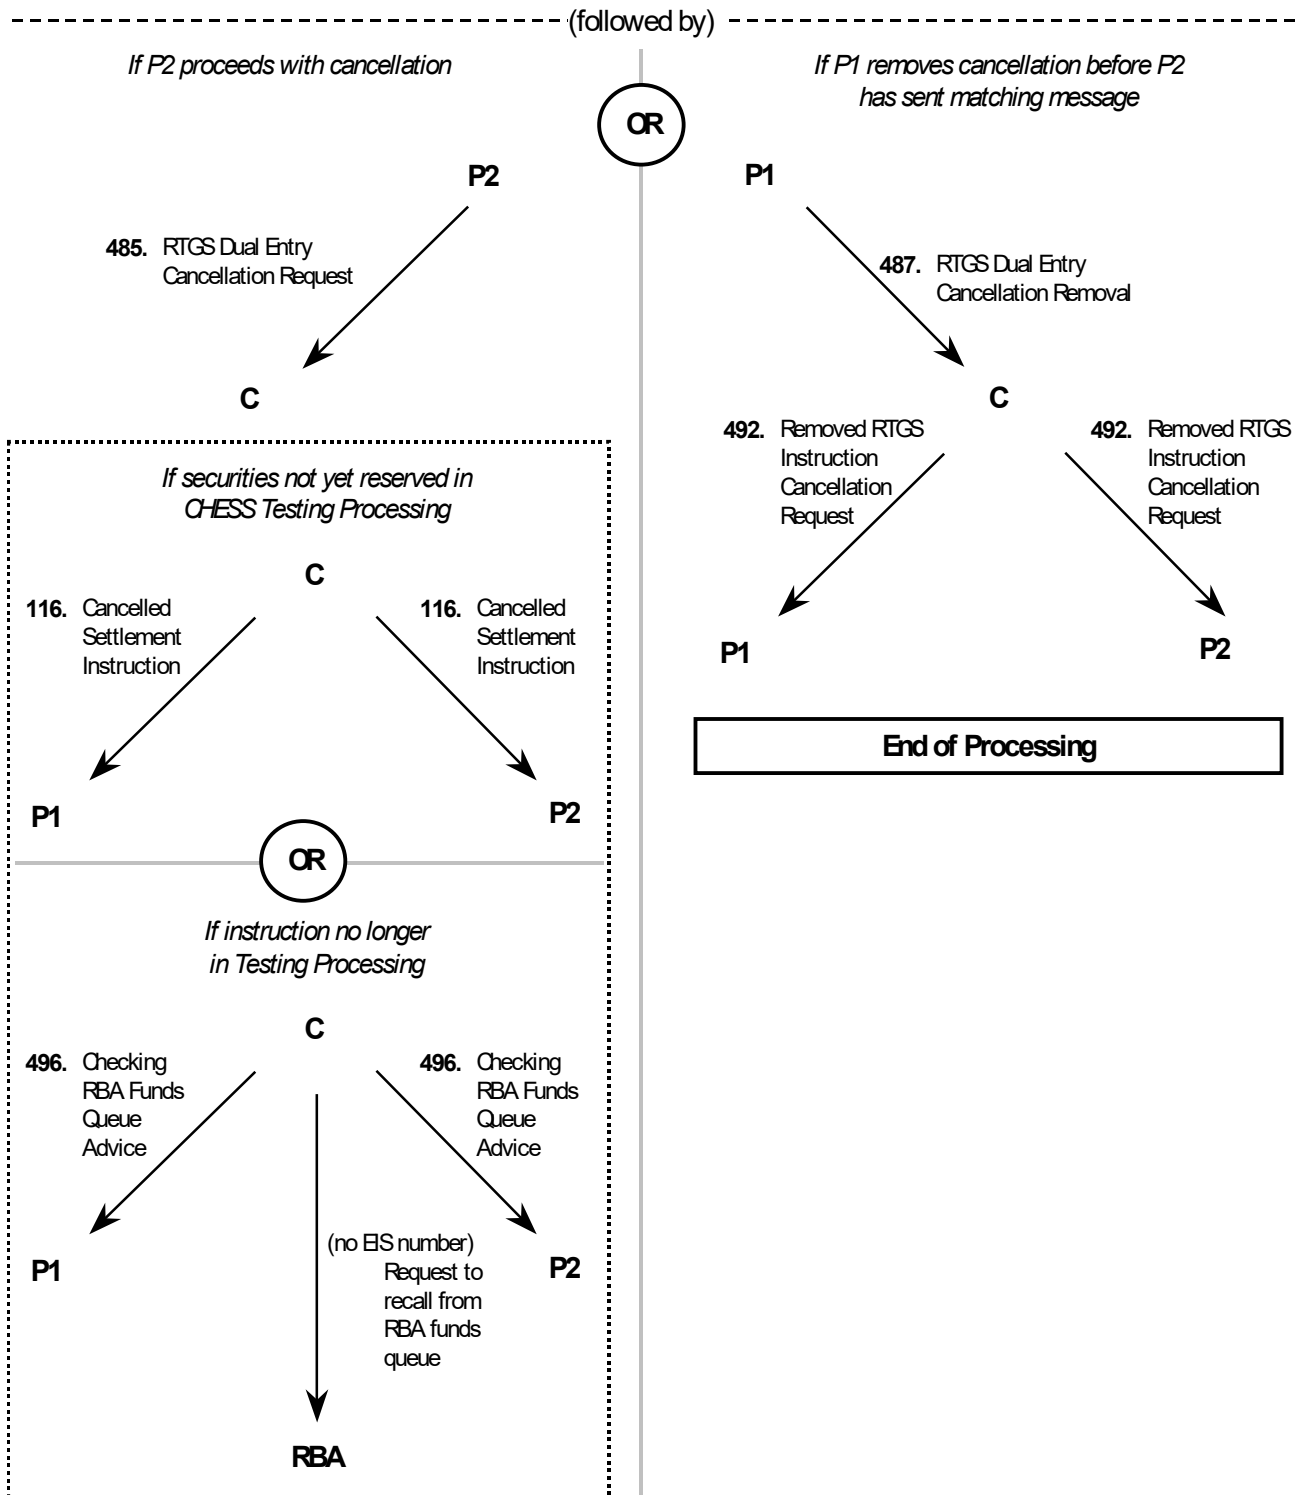 (followed by)
If P2 proceeds with cancellation
If P1 removes cancellation before P2
has sent matching message
OR
P2
485. RTGS Dual Entry
Cancellation Request
C
If securities not yet reserved in
CHESS Testing Processing
C
116. Cancelled
Settlement
Instruction
116. Cancelled
Settlement
Instruction
P1
P2
OR
If instruction no longer
in Testing Processing
C
496. Checking
RBA Funds
Queue
Advice
496. Checking
RBA Funds
Queue
Advice
P1
(no EIS number)
Request to
recall from
RBA funds
queue
P2
RBA
P1
487. RTGS Dual Entry
Cancellation Removal
C
492. Removed RTGS
Instruction
Cancellation
Request
492. Removed RTGS
Instruction
Cancellation
Request
P1
P2
End of Processing